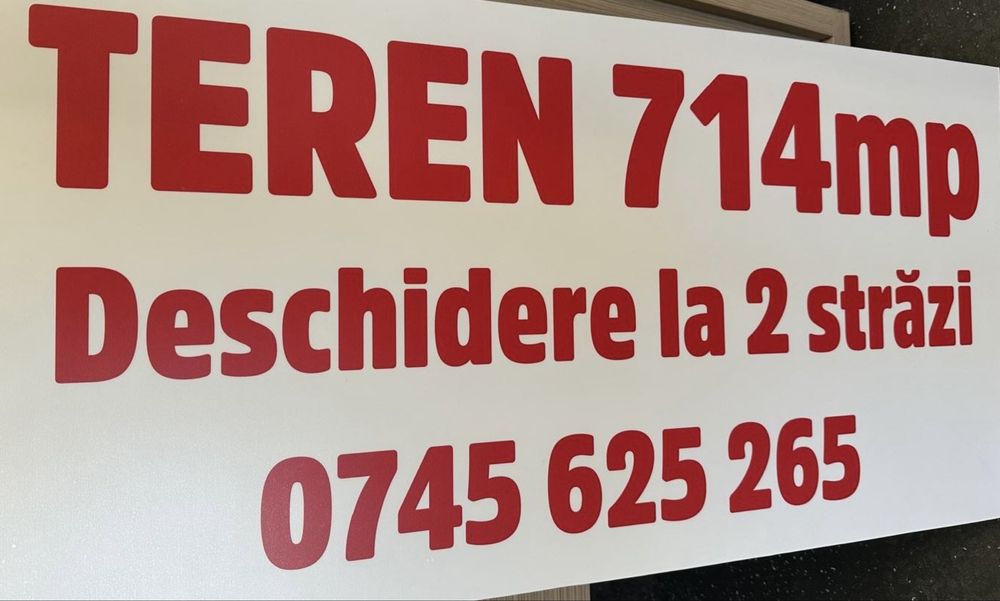 TEREN 714mp
Deschidere la 2 străzi
0745 625 265